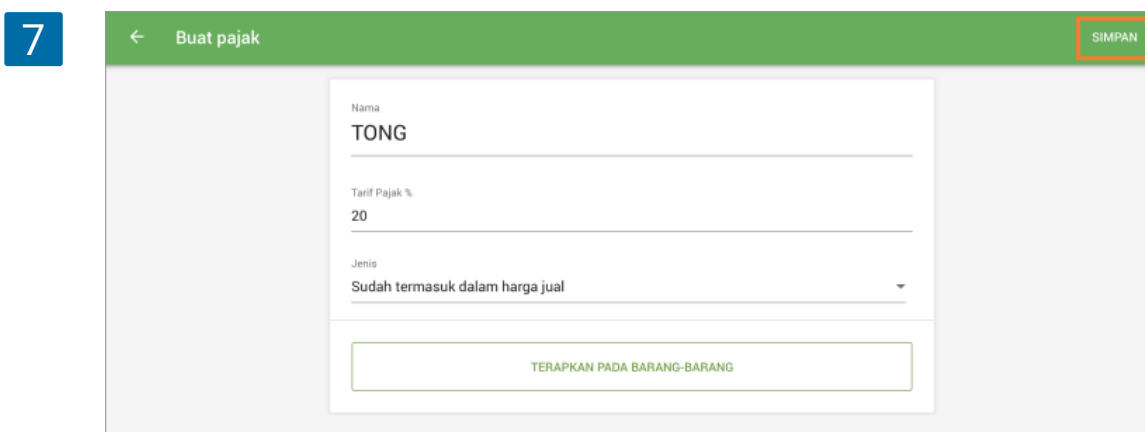 7
Buat pajak
SIMPAN
Nama
TONG
Tarif Pajak %
20
Jenis
Sudah termasuk dalam harga jual
TERAPKAN PADA BARANG-BARANG